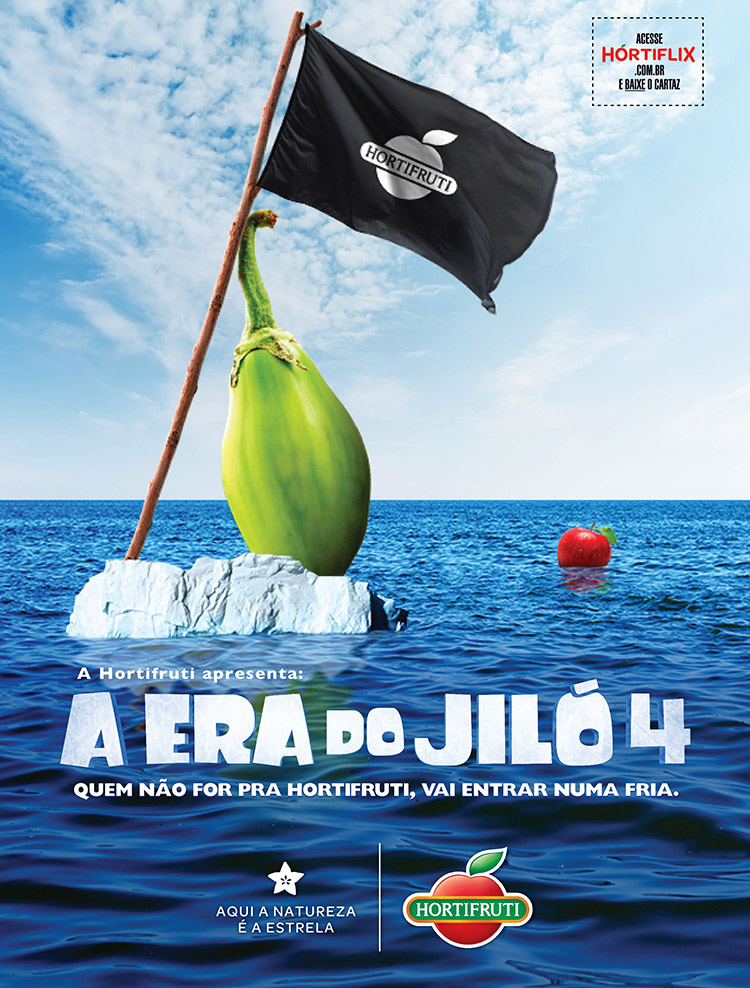 ACESSE
HÓRTIFLIX
.COM.BR
E BAIXE O CARTAZ
HORTIFRUTI
A Hortifruti apresenta:
A ERA DO JILÓ 4
QUEM NÃO FOR PRA HORTIFRUTI, VAI ENTRAR NUMA FRIA.
AQUI A NATUREZA
É A ESTRELA
HORTIFRUTI